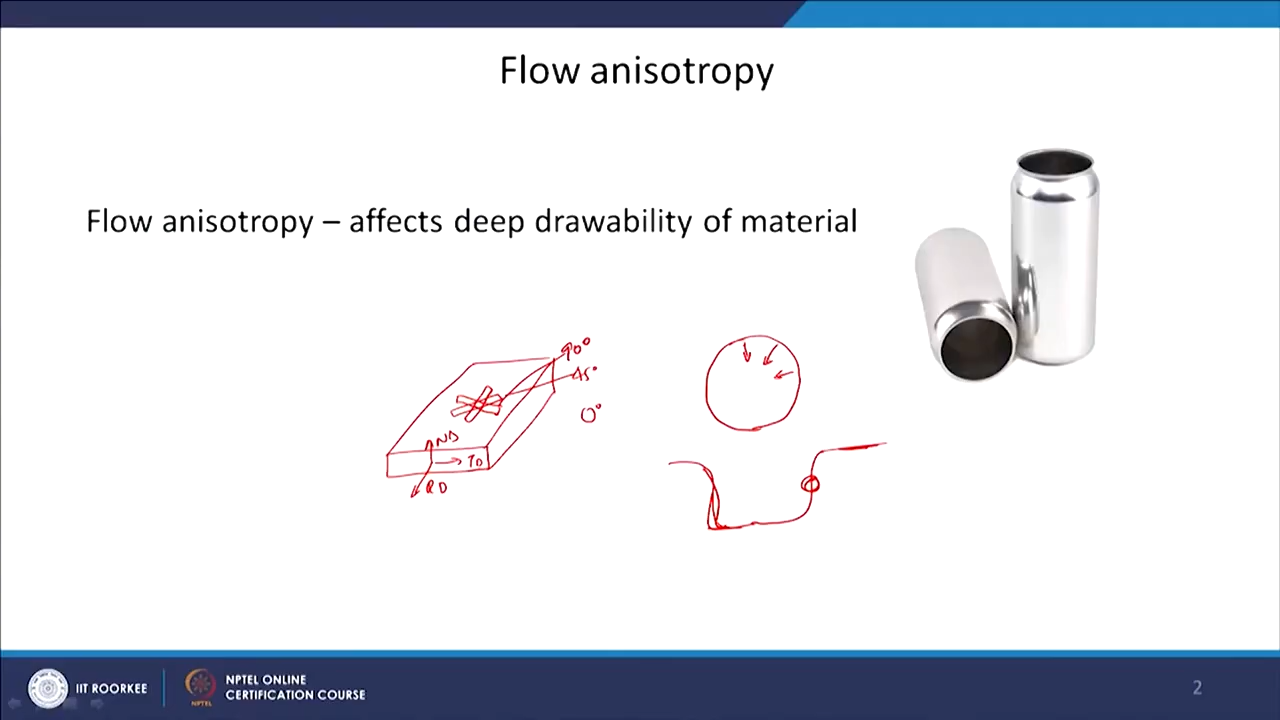 Flow anisotropy
Flow anisotropy – affects deep drawability of material
90°
45°
0°
ND
TD
RD
IIT ROORKEE
NPTEL ONLINE
CERTIFICATION COURSE
NPTEL
2